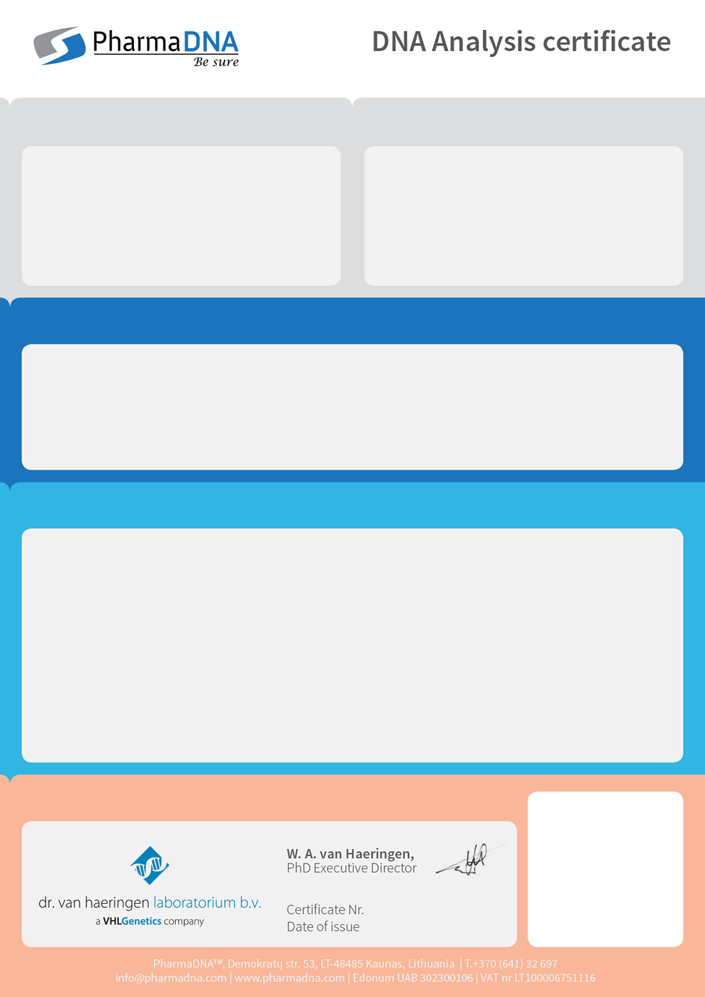 PharmaDNA
Be sure
DNA Analysis certificate
W. A. van Haeringen,
PhD Executive Director
dr. van haeringen laboratorium b.v.
a VHLGenetics company
Certificate Nr.
Date of issue
PharmaDNA™, Demokratų str. 53, LT-48485 Kaunas, Lithuania | T.+370 (641) 32 697
info@pharmadna.com | www.pharmadna.com | Edonum UAB 302300106 | VAT nr LT100006751116